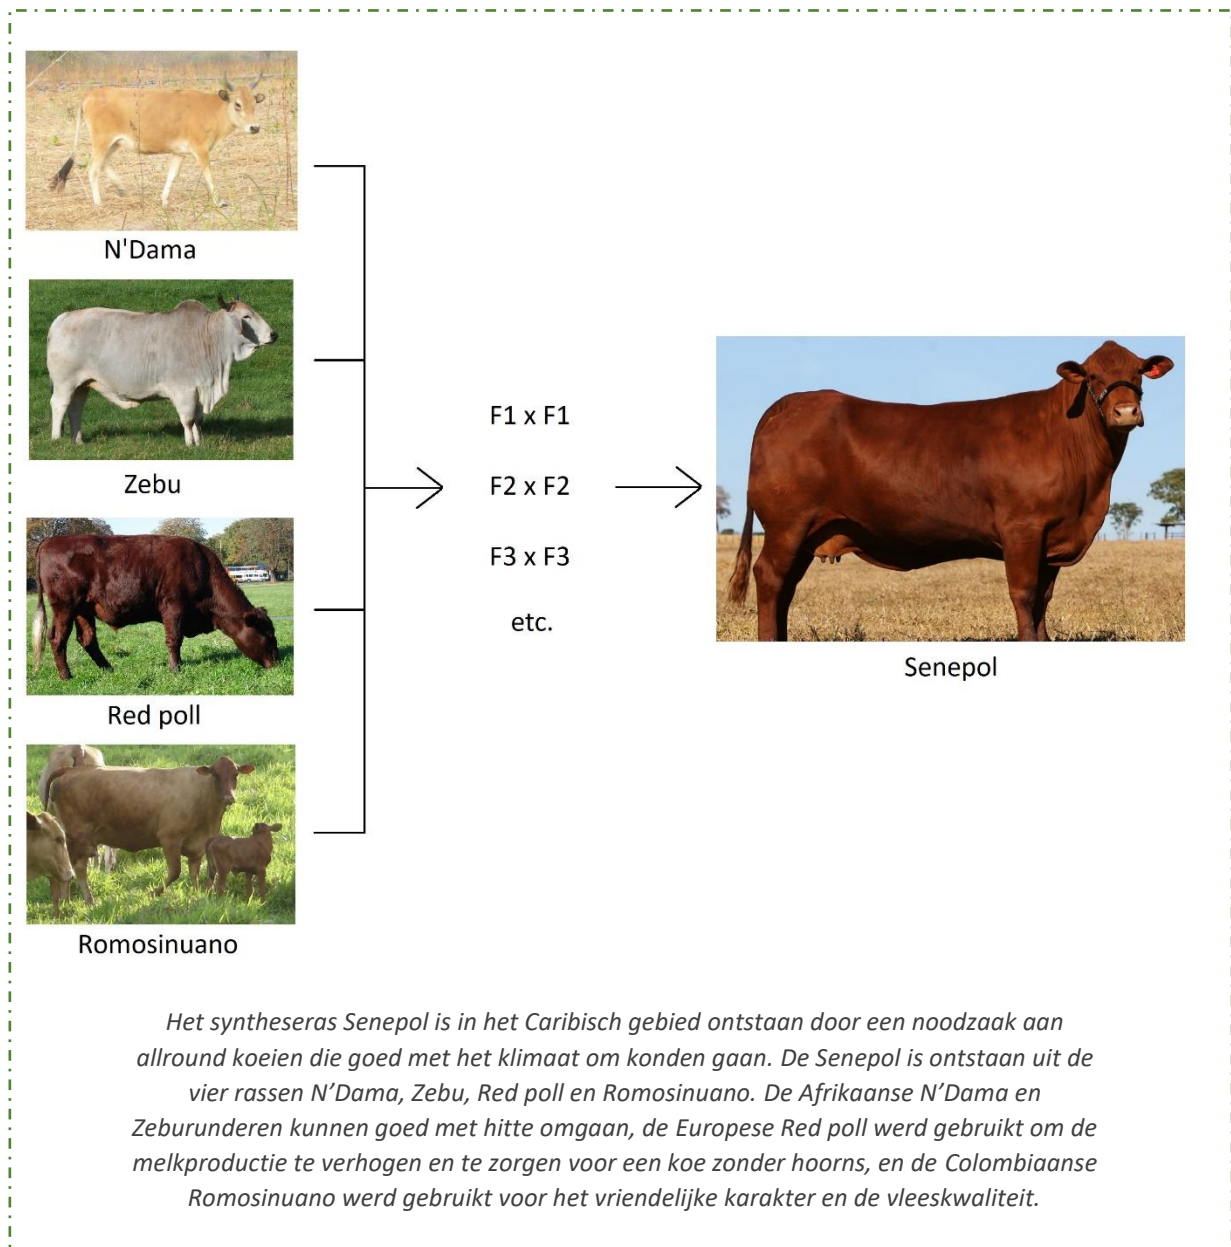 N'Dama
Zebu
Red poll
Romosinuano
F1 x F1
F2 x F2
F3 x F3
etc.
Senepol
Het syntheseras Senepol is in het Caribisch gebied ontstaan door een noodzaak aan
allround koeien die goed met het klimaat om konden gaan. De Senepol is ontstaan uit de
vier rassen N’Dama, Zebu, Red poll en Romosinuano. De Afrikaanse N’Dama en
Zeburunderen kunnen goed met hitte omgaan, de Europese Red poll werd gebruikt om de
melkproductie te verhogen en te zorgen voor een koe zonder hoorns, en de Colombiaanse
Romosinuano werd gebruikt voor het vriendelijke karakter en de vleeskwaliteit.